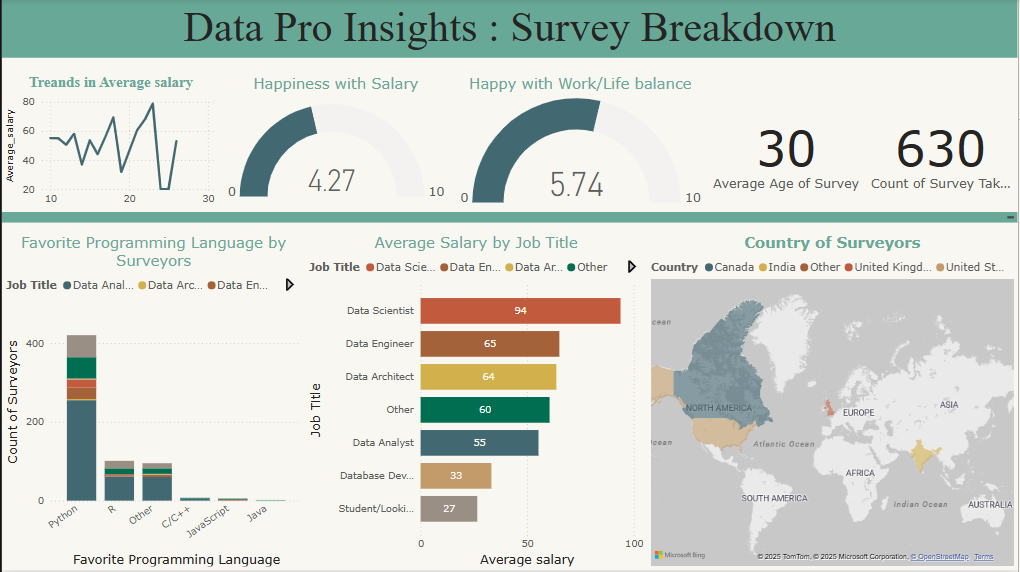 Data Pro Insights : Survey Breakdown
Treands in Average salary
Average_salary
80
60
40
20
10
20
30
Happiness with Salary
4.27
0
10
Happy with Work/Life balance
5.74
0
10
30
Average Age of Survey
630
Count of Survey Tak...
Favorite Programming Language by
Surveyors
Job Title
Data Anal...
Data Arc...
Data En...
Count of Surveyors
400
200
0
Python
R
Other
C/C++
JavaScript
Java
Favorite Programming Language
Average Salary by Job Title
Job Title
Data Scie...
Data En...
Data Ar...
Other
Job Title
Data Scientist
94
Data Engineer
65
Data Architect
64
Other
60
Data Analyst
55
Database Dev...
33
Student/Looki...
27
0
50
100
Average salary
Country of Surveyors
Country
Canada
India
Other
United Kingd...
United St...
cean
NORTH AMERICA
EUROPE
ASIA
ocean
Atlantic Ocean
AFRICA
SOUTH AMERICA
Indian Ocean
AUSTRALIA
Microsoft Bing
© 2025 TomTom, © 2025 Microsoft Corporation, © OpenStreetMap Terms